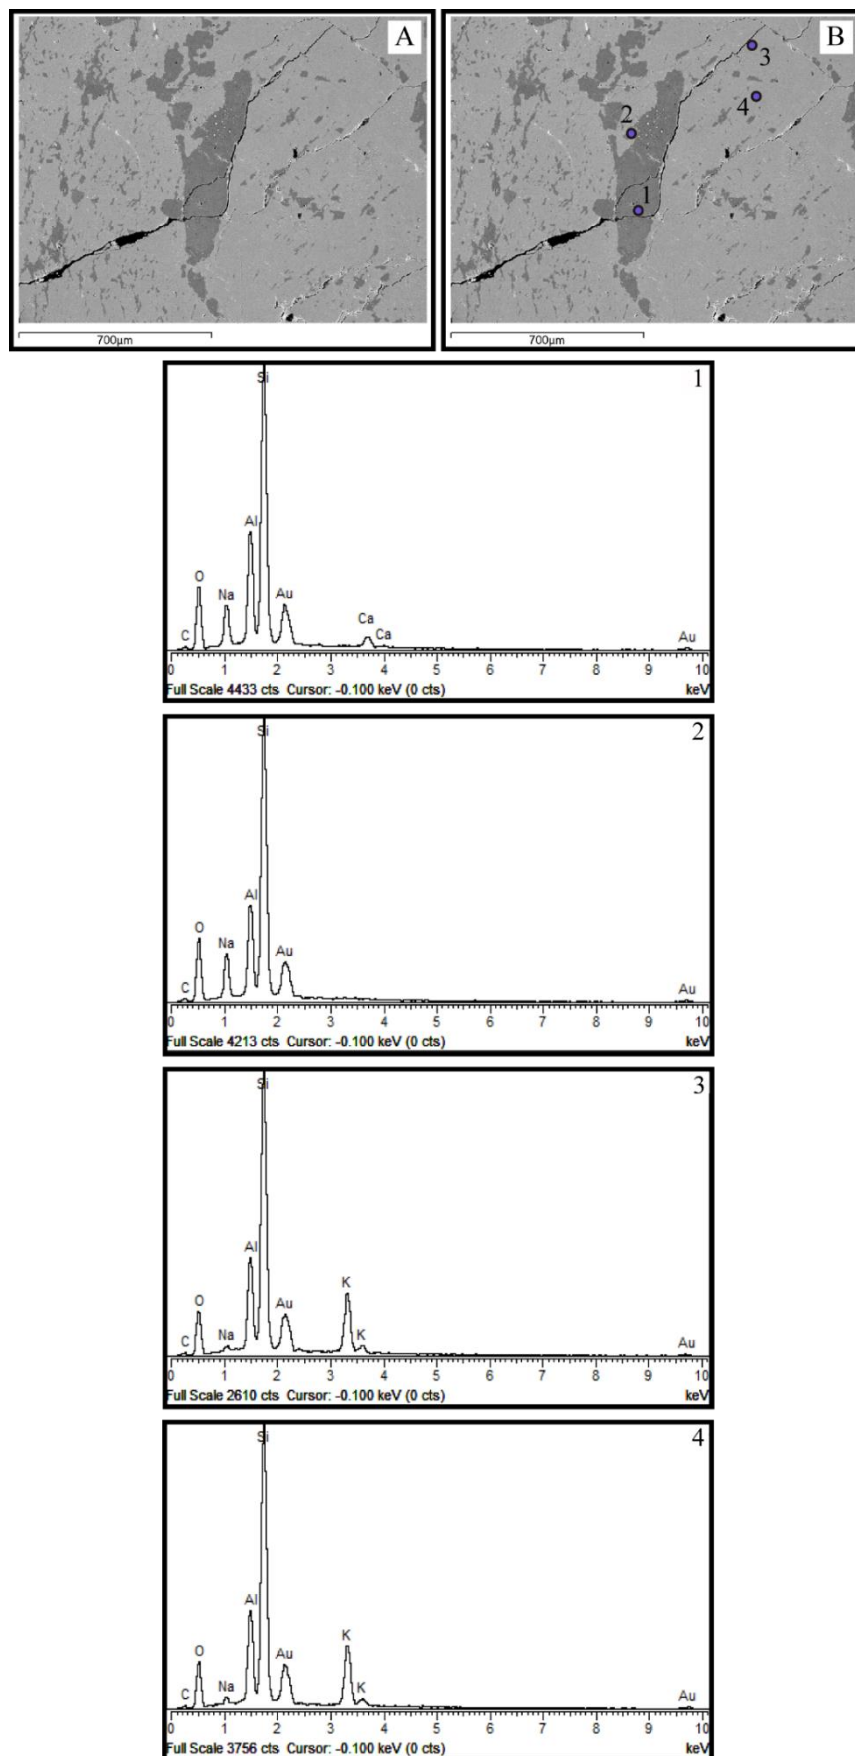 A
700µm
B
3
4
2
1
700µm
1
Si
Al
O
Na
Au
Ca
C
Ca
Au
0 1 2 3 4 5 6 7 8 9 10
Full Scale 4433 cts Cursor: -0.100 keV (0 cts) keV
2
Si
Al
O
Na
Au
C
Au
0 1 2 3 4 5 6 7 8 9 10
Full Scale 4213 cts Cursor: -0.100 keV (0 cts) keV
3
Si
Al
K
O
Au
Na
K
C
Au
0 1 2 3 4 5 6 7 8 9 10
Full Scale 2610 cts Cursor: -0.100 keV (0 cts) keV
4
Si
Al
K
O
Au
Na
K
C
Au
0 1 2 3 4 5 6 7 8 9 10
Full Scale 3756 cts Cursor: -0.100 keV (0 cts) keV